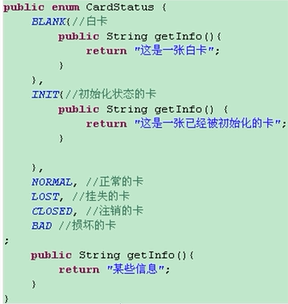 public enum CardStatus {
BLANK{//白卡
public String getInfo(){
return "这是一张白卡";
}
},
INIT{//初始化状态的卡
public String getInfo() {
return "这是一张已经被初始化的卡";
}
},
NORMAL, //正常的卡
LOST, //挂失的卡
CLOSED, //注销的卡
BAD //损坏的卡
;
public String getInfo(){
return "某些信息";
}
}